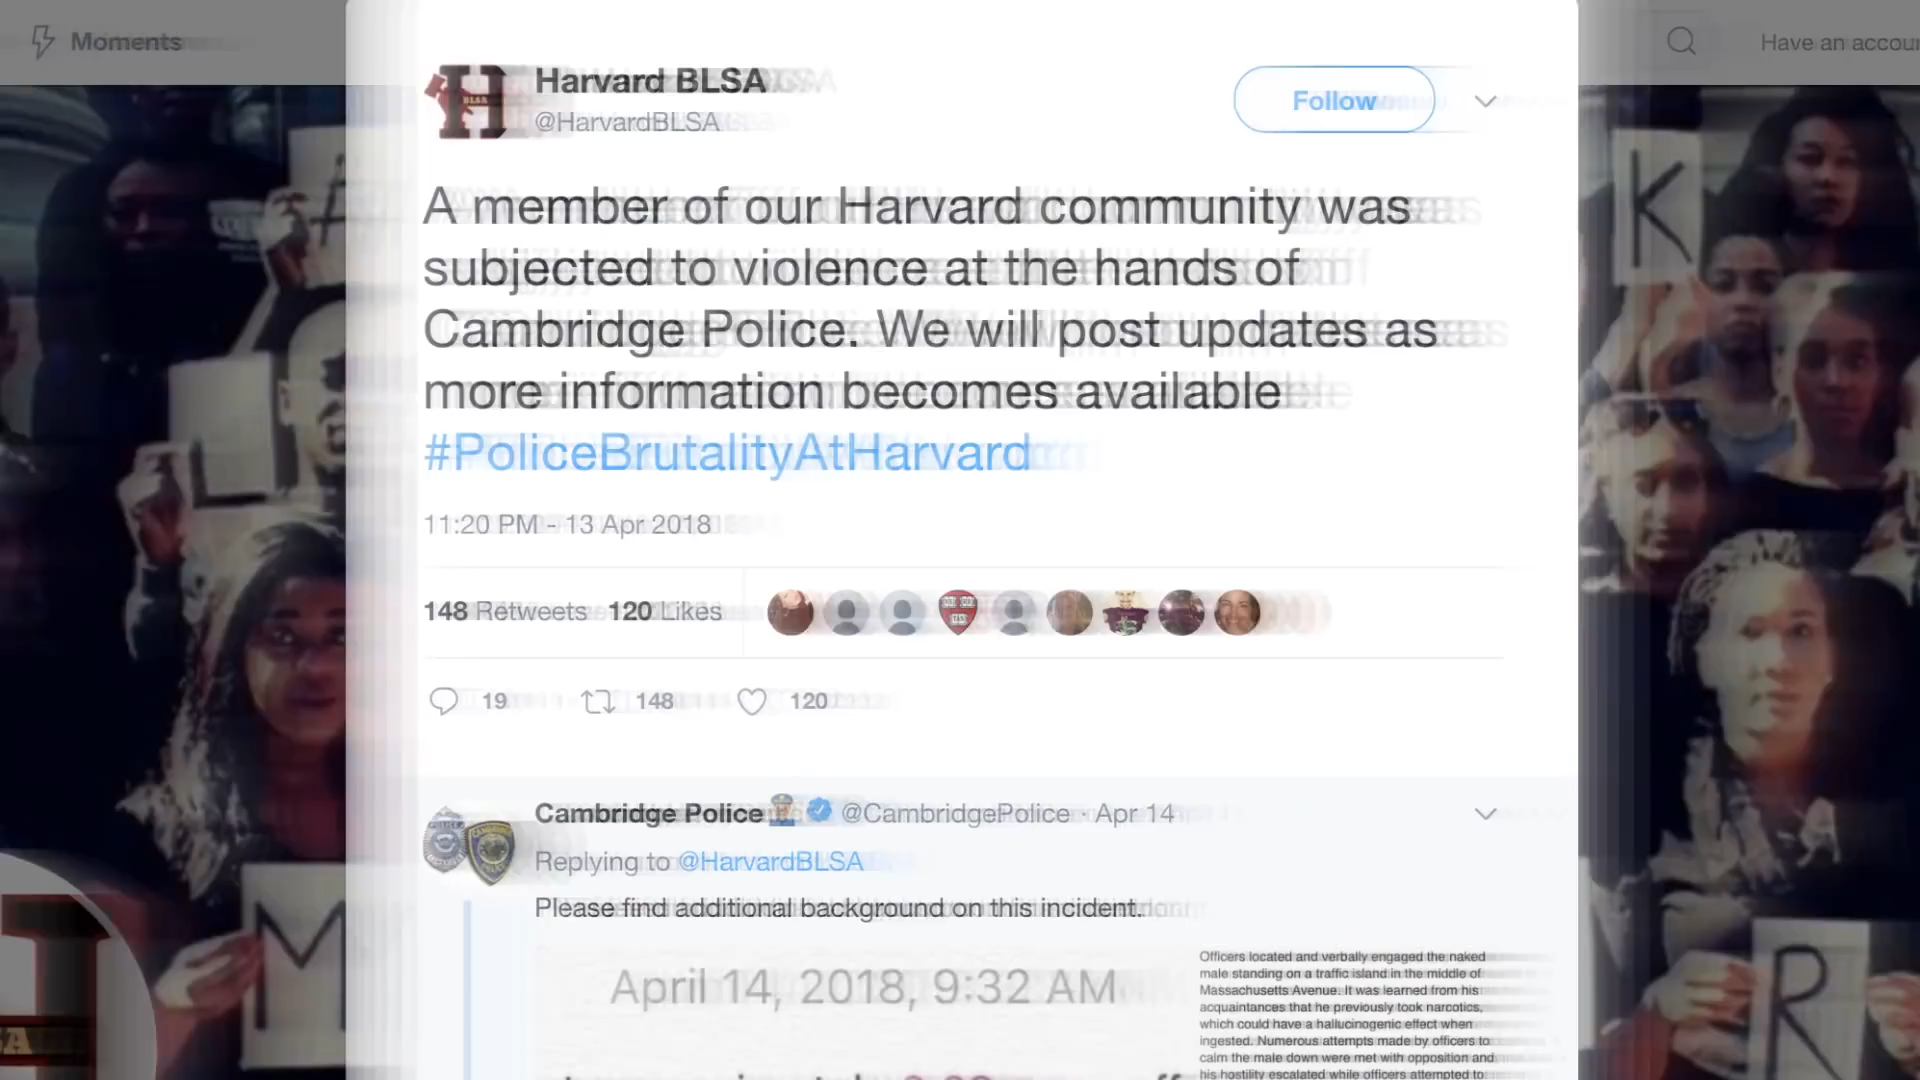 Moments
Have an accou
Harvard BLSA
@HarvardBLSA
Follow
A member of our Harvard community was
subjected to violence at the hands of
Cambridge Police. We will post updates as
more information becomes available
#PoliceBrutalityAtHarvard
11:20 PM - 13 Apr 2018
148 Retweets 120 Likes
19 148 120
Cambridge Police @CambridgePolice · Apr 14
Replying to @HarvardBLSA
Please find additional background on this incident.
April 14, 2018, 9:32 AM
Officers located and verbally engaged the naked
male standing on a traffic island in the middle of
Massachusetts Avenue. It was learned from his
acquaintances that he previously took narcotics,
which could have a hallucinogenic effect when
ingested. Numerous attempts made by officers to
calm the male down were met with opposition and
his hostility escalated while officers attempted to
K
M
R